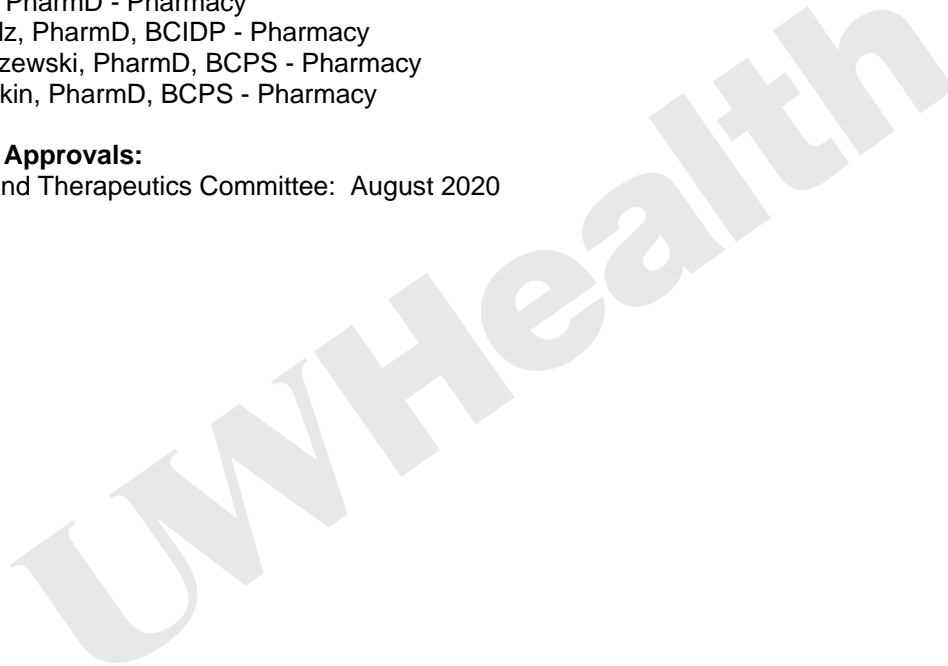 PharmD - Pharmacy
lz, PharmD, BCIDP - Pharmacy
zewski, PharmD, BCPS - Pharmacy
kin, PharmD, BCPS - Pharmacy
Approvals:
nd Therapeutics Committee: August 2020
UWHealth